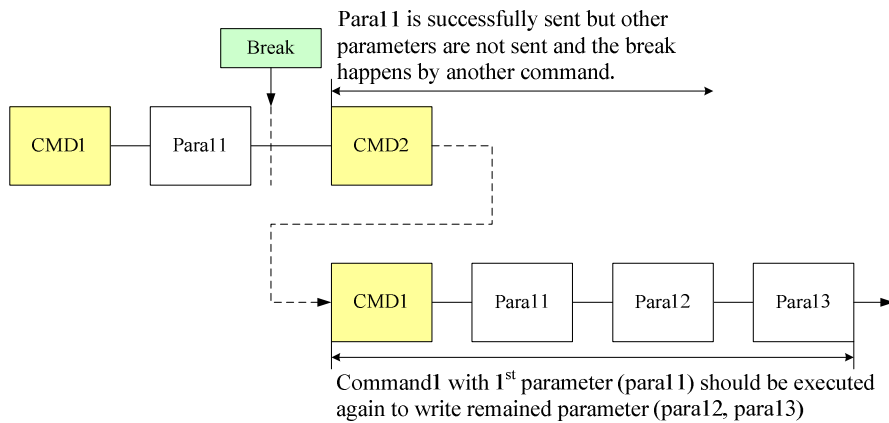 Para11 is successfully sent but other
parameters are not sent and the break
happens by another command.
Break
CMD1
Para11
CMD2
CMD1
Para11
Para12
Para13
Command1 with 1st parameter (para11) should be executed
again to write remained parameter (para12, para13)